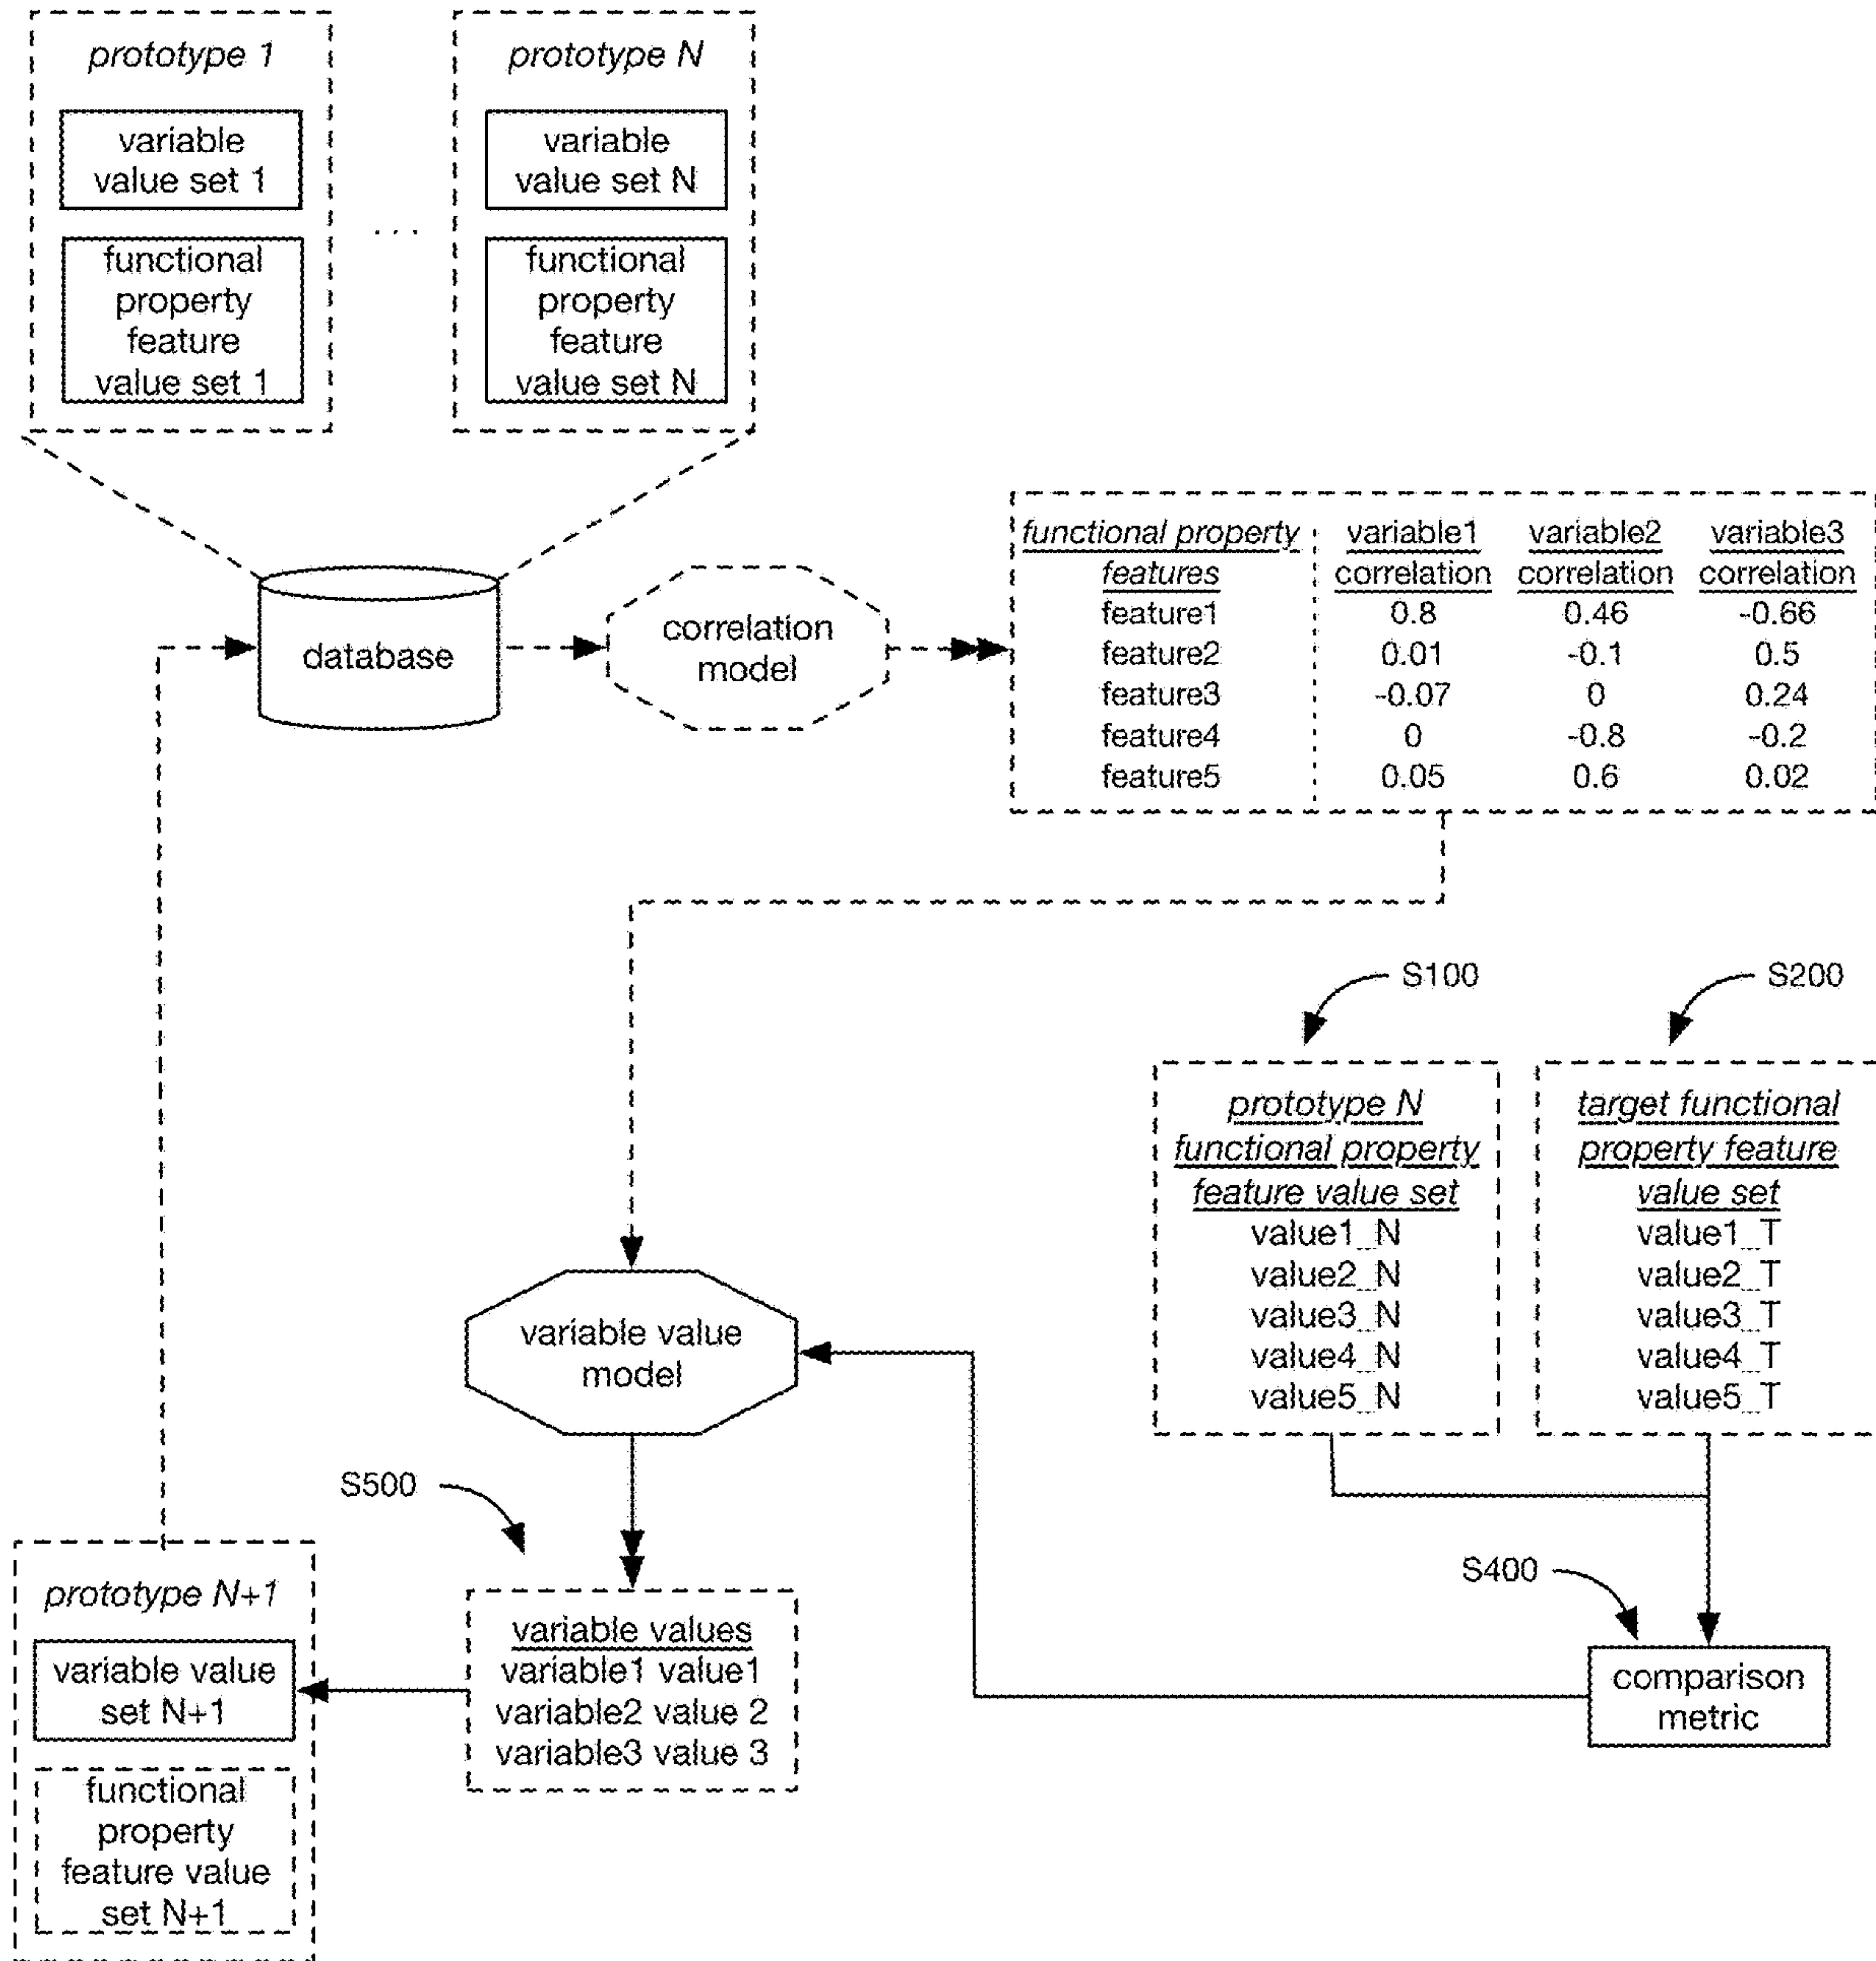 prototype 1
variable
value set 1
functional
property
feature
value set 1
...
prototype N
variable
value set N
functional
property
feature
value set N
database
correlation
model
functional property variable1 variable2 variable3
features correlation correlation correlation
feature1 0.8 0.46 -0.66
feature2 0.01 -0.1 0.5
feature3 -0.07 0 0.24
feature4 0 -0.8 -0.2
feature5 0.05 0.6 0.02
S100
prototype N
functional property
feature value set
value1_N
value2_N
value3_N
value4_N
value5_N
S200
target functional
property feature
value set
value1_T
value2_T
value3_T
value4_T
value5_T
variable value
model
S400
comparison
metric
S500
variable values
variable1 value1
variable2 value 2
variable3 value 3
prototype N+1
variable value
set N+1
functional
property
feature value
set N+1